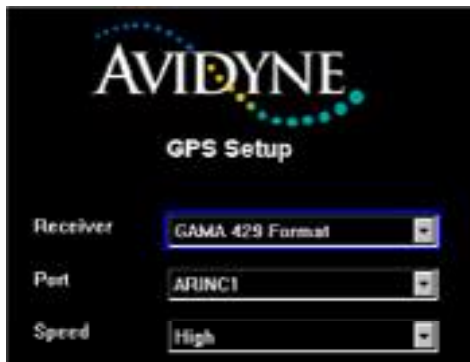 AVIDYNE
GPS Setup
Receiver GAMA 429 Format
Port ARINC1
Speed High